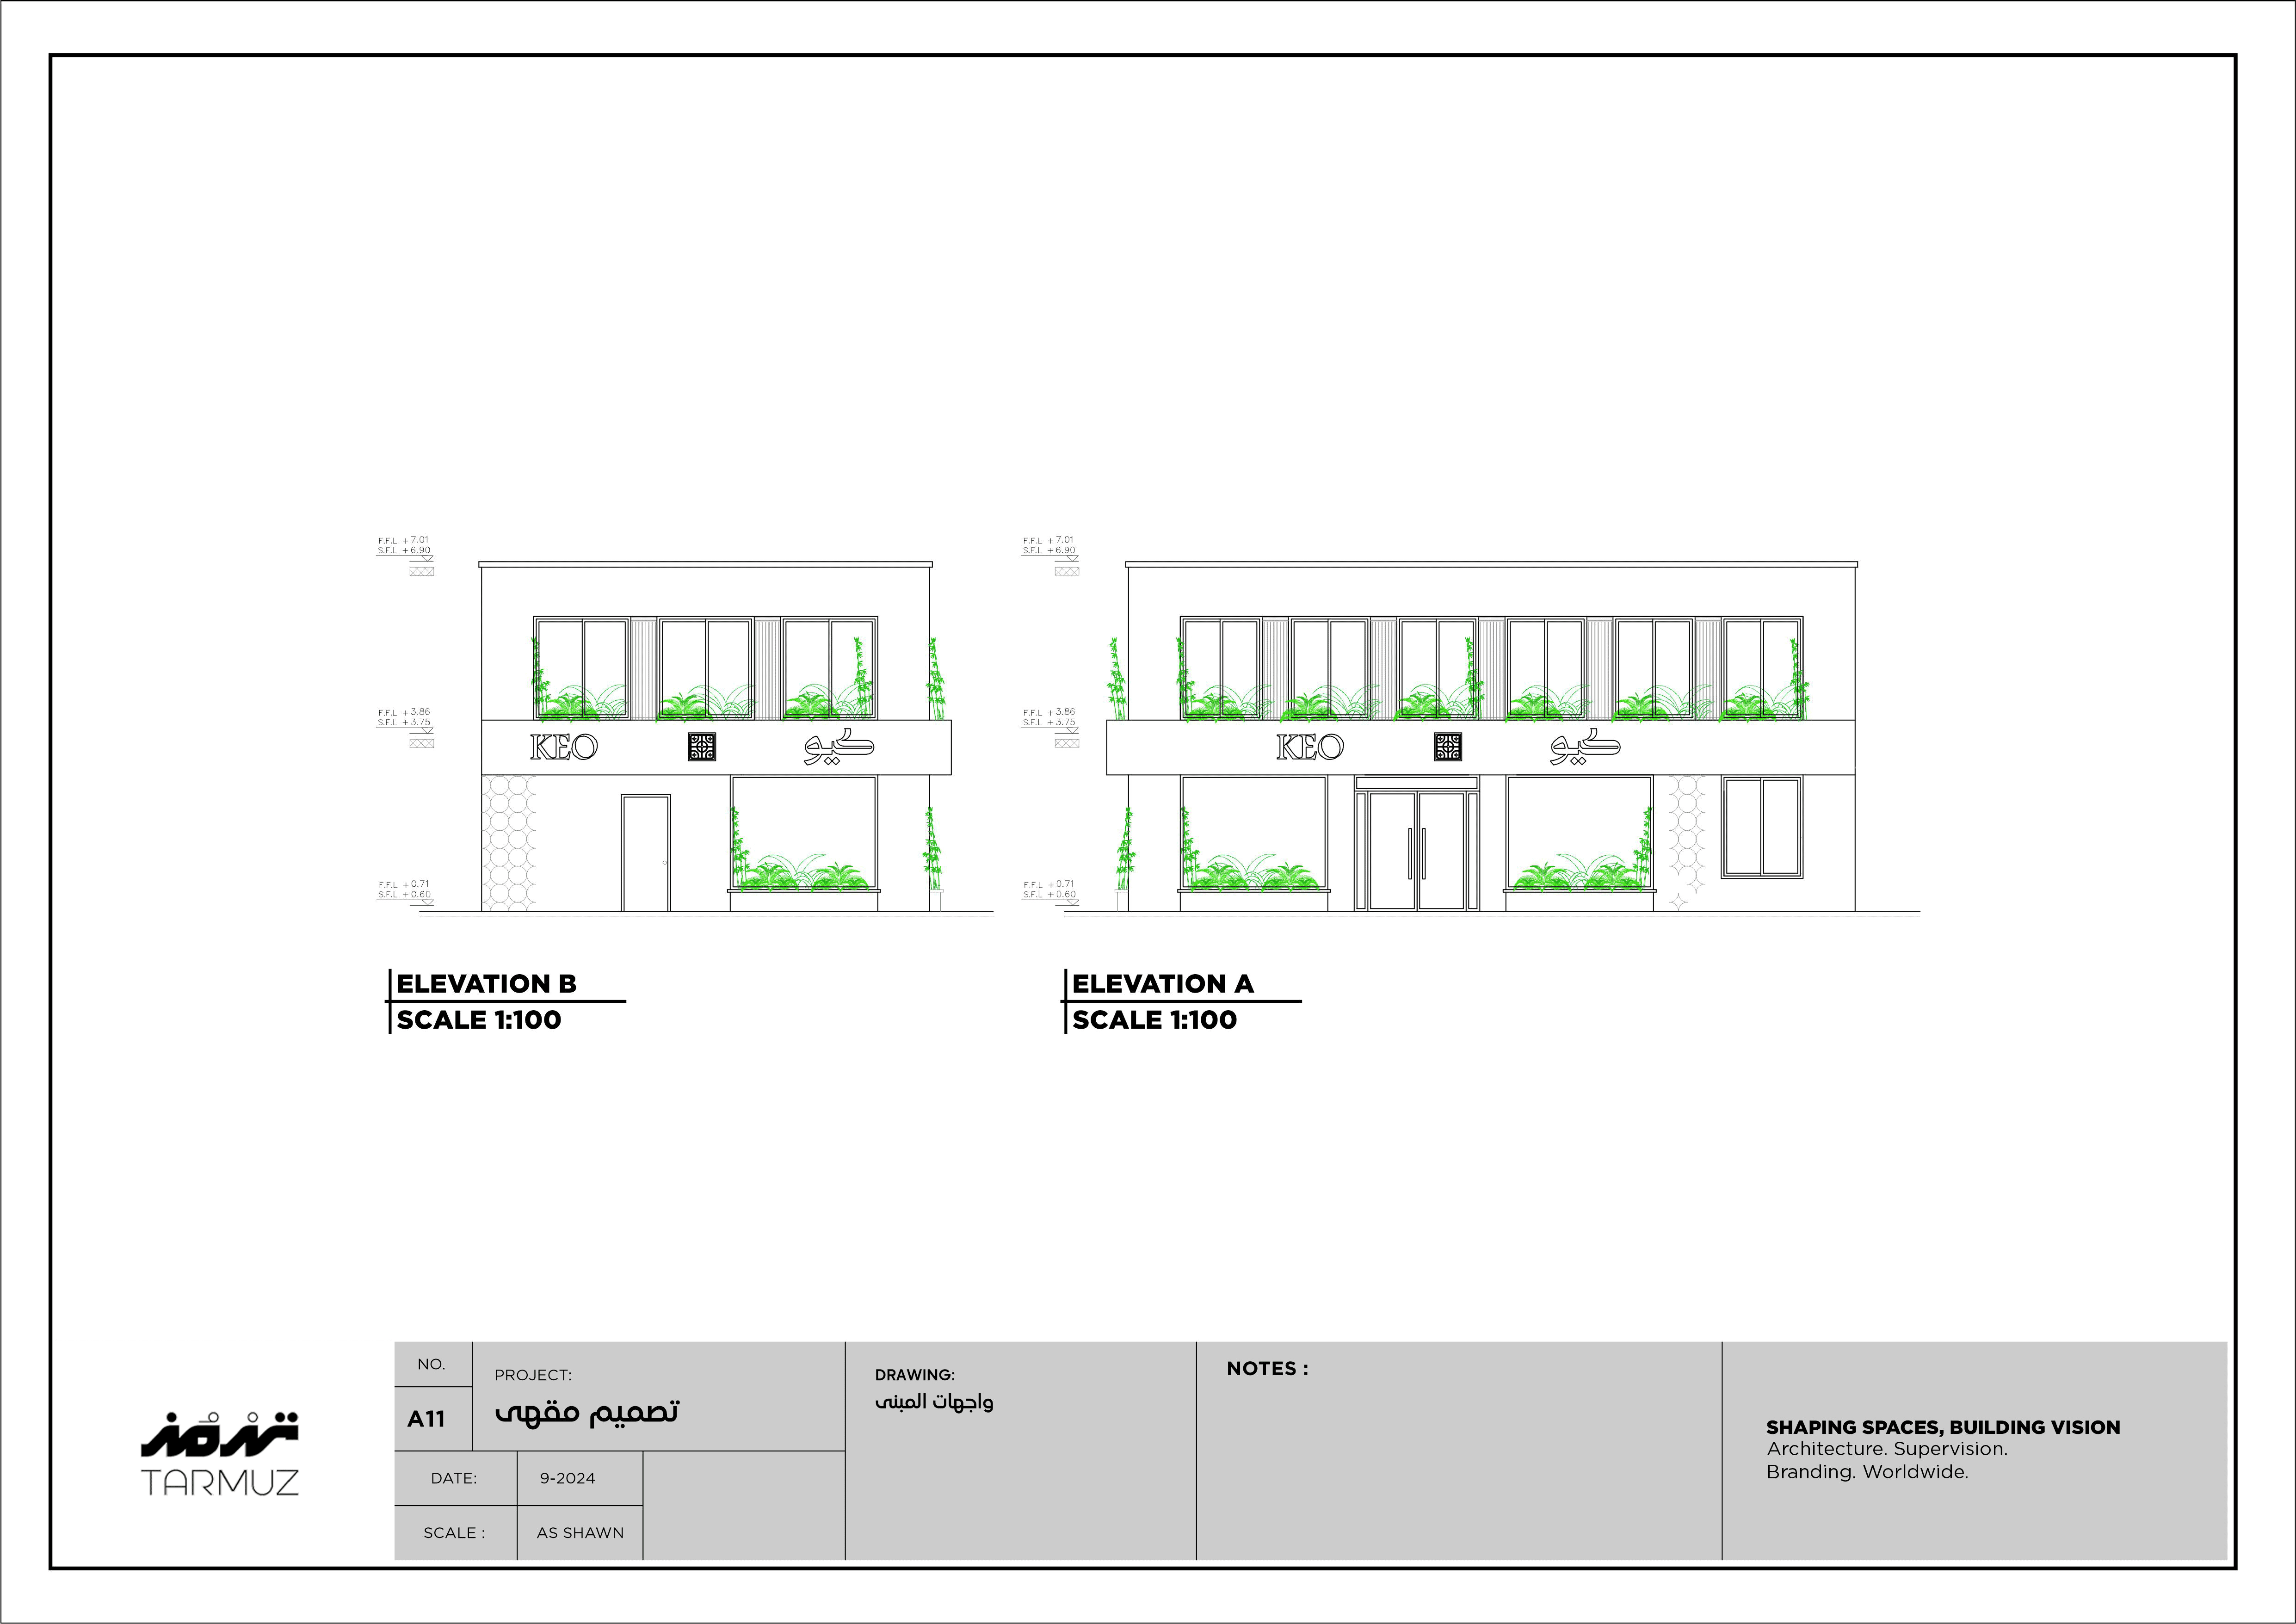 F.F.L +7.01
S.F.L +6.90
F.F.L +3.86
S.F.L +3.75
F.F.L +0.71
S.F.L +0.60
KEO
كيو
ELEVATION B
SCALE 1:100
F.F.L +7.01
S.F.L +6.90
F.F.L +3.86
S.F.L +3.75
F.F.L +0.71
S.F.L +0.60
KEO
كيو
ELEVATION A
SCALE 1:100
ترمز
TARMUZ
NO.
A11
PROJECT:
تصميم مقهى
DATE:
9-2024
SCALE :
AS SHAWN
DRAWING:
واجهات المبنى
NOTES :
SHAPING SPACES, BUILDING VISION
Architecture. Supervision.
Branding. Worldwide.